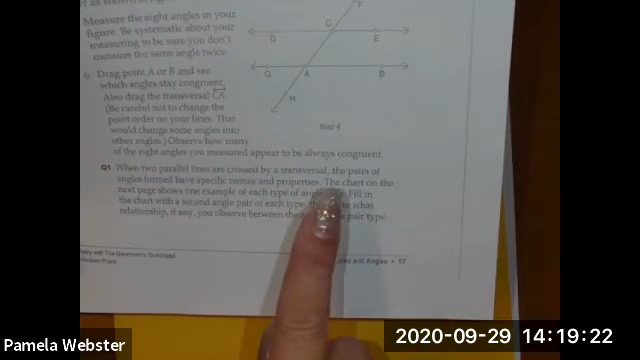 Measure the eight angles in your
figure. Be systematic about your
measuring to be sure you don't
measure the same angle twice.
6. Drag point A or B and see
which angles stay congruent.
Also drag the transversal CA
(Be careful not to change the
point order on your lines. That
would change some angles into
other angles.) Observe how many
of the eight angles you measured appear to be always congruent.
F
C
D
E
G
A
B
H
Step 4
Q1 When two parallel lines are crossed by a transversal, the pairs of
angles formed have specific names and properties. The chart on the
next page shows one example of each type of Fill in
the chart with a second angle pair of each type, what
relationship, if any, you observe between the pair type.
and Angles • 17
Pamela Webster
2020-09-29 14:19:22